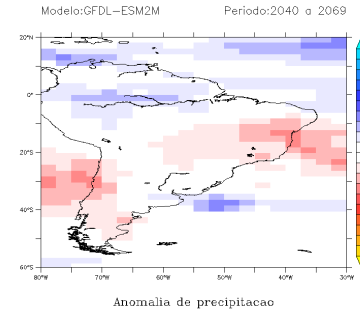 Modelo:GFDL-ESM2M Periodo:2040 a 2069
20°N
0°
20°S
40°S
60°S
80°W 70°W 60°W 50°W 40°W 30°W
Anomalia de precipitacao